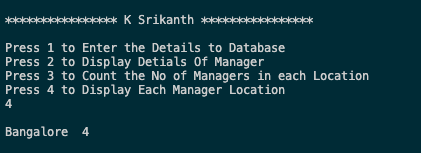 **************** K Srikanth ****************
Press 1 to Enter the Details to Database
Press 2 to Display Detials Of Manager
Press 3 to Count the No of Managers in each Location
Press 4 to Display Each Manager Location
4
Bangalore  4